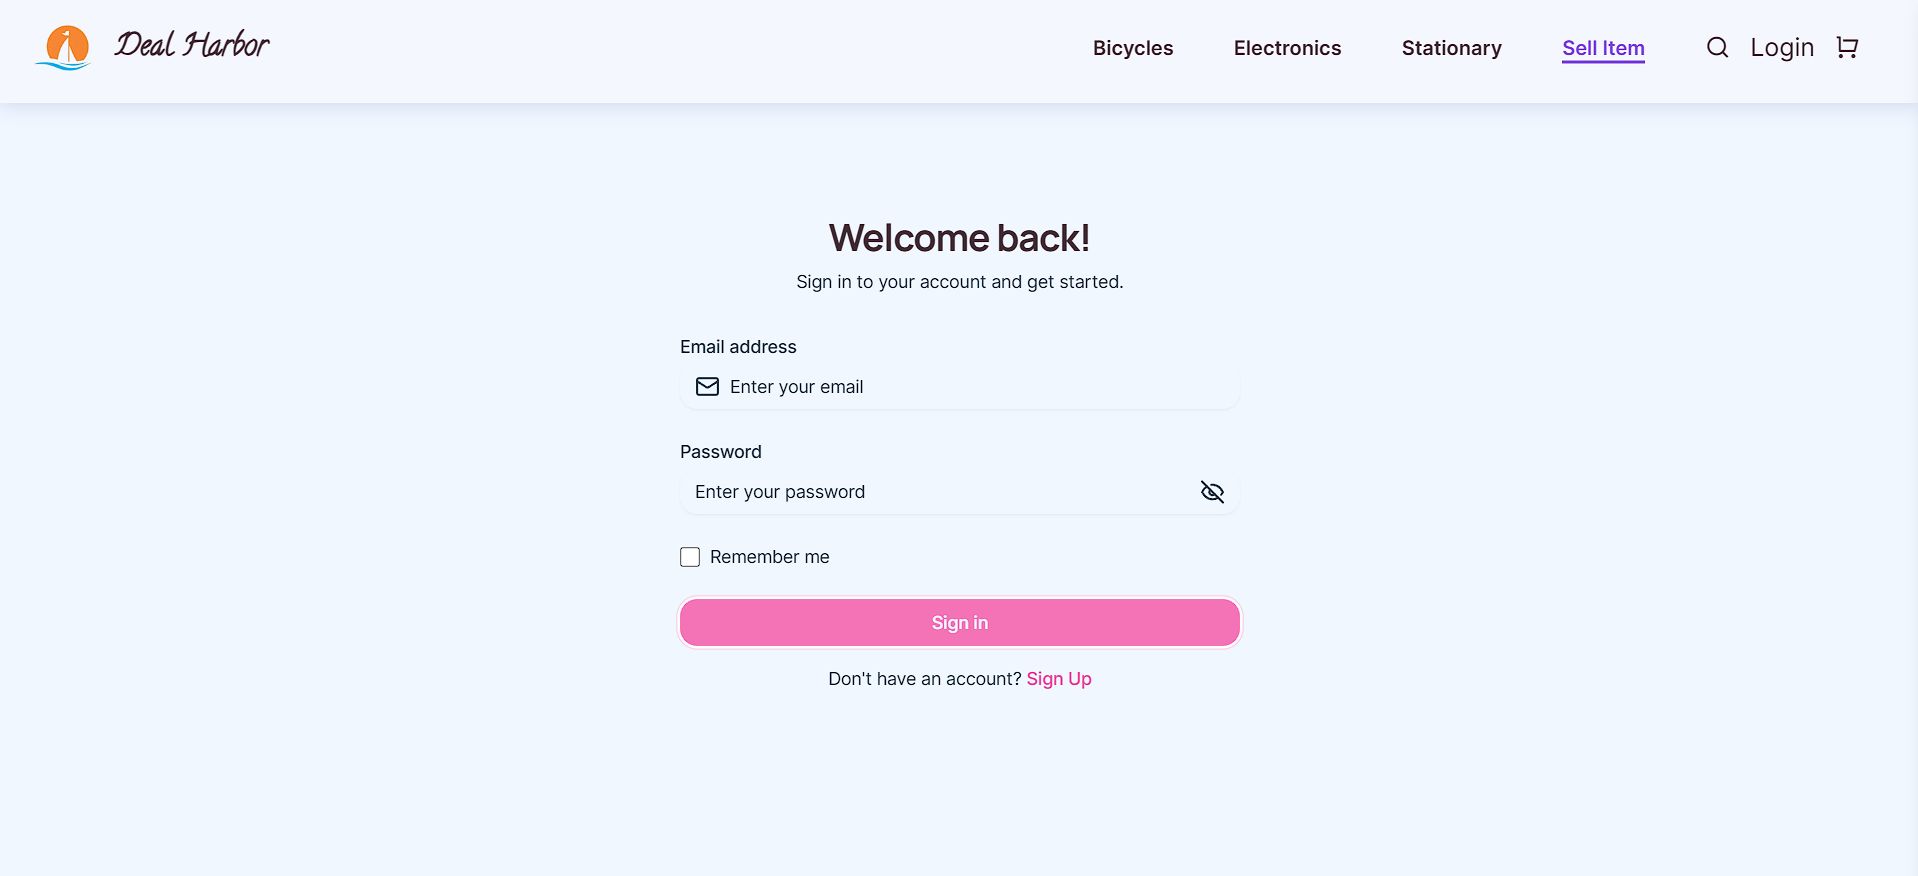 Deal Harbor
Bicycles Electronics Stationary Sell Item Login
Welcome back!
Sign in to your account and get started.
Email address
Enter your email
Password
Enter your password
Remember me
Sign in
Don't have an account? Sign Up